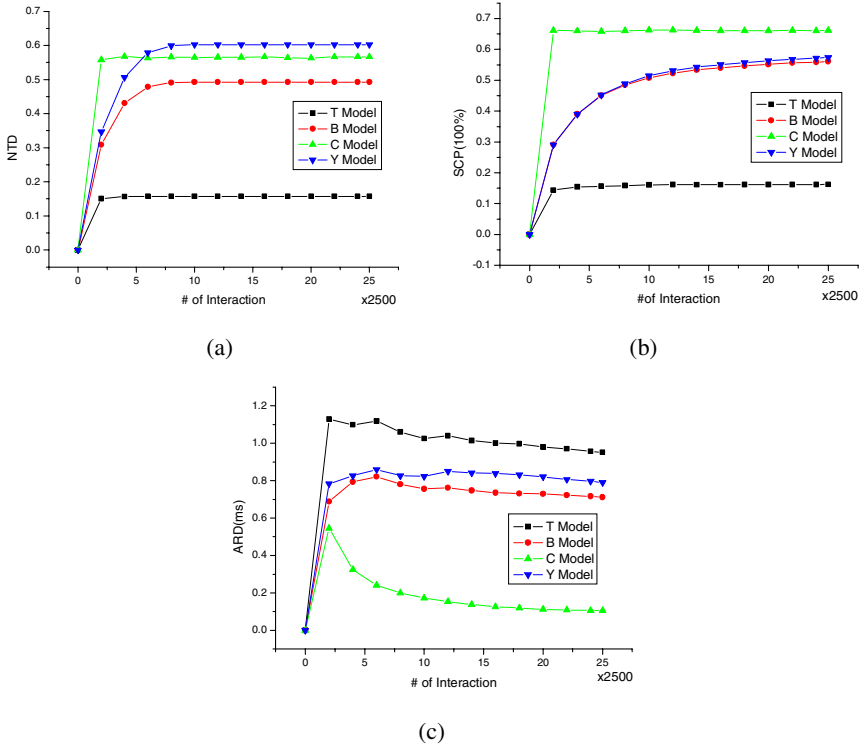 0.7
0.6
0.5
0.4
0.3
0.2
0.1
0.0
NTD
T Model
B Model
C Model
Y Model
0 5 10 15 20 25
# of Interaction
x2500
(a)
0.7
0.6
0.5
0.4
0.3
0.2
0.1
0.0
-0.1
SCP(100%)
T Model
B Model
C Model
Y Model
0 5 10 15 20 25
#of Interaction
x2500
(b)
1.2
1.0
0.8
0.6
0.4
0.2
0.0
ARD(ms)
T Model
B Model
C Model
Y Model
0 5 10 15 20 25
# of Interaction
x2500
(c)